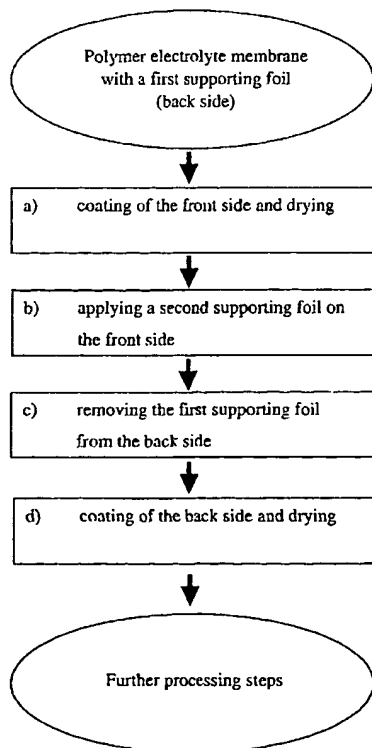 Polymer electrolyte membrane
with a first supporting foil
(back side)
a) coating of the front side and drying
b) applying a second supporting foil on
the front side
c) removing the first supporting foil
from the back side
d) coating of the back side and drying
Further processing steps